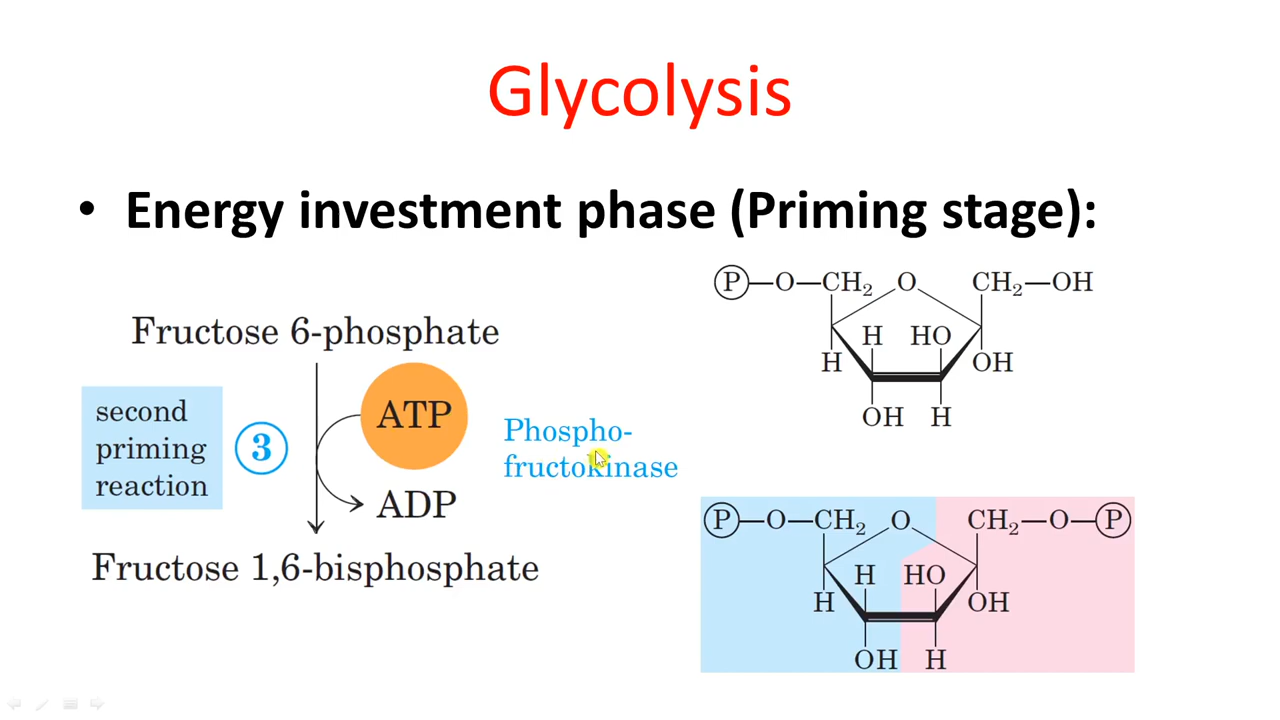 Glycolysis
• Energy investment phase (Priming stage):
Fructose 6-phosphate
second
priming
reaction
3
ATP
ADP
Phospho-
fructokinase
Fructose 1,6-bisphosphate
P—O—CH₂ O CH₂—OH
H HO
H OH
OH H
P—O—CH₂ O CH₂—O—P
H HO
H OH
OH H